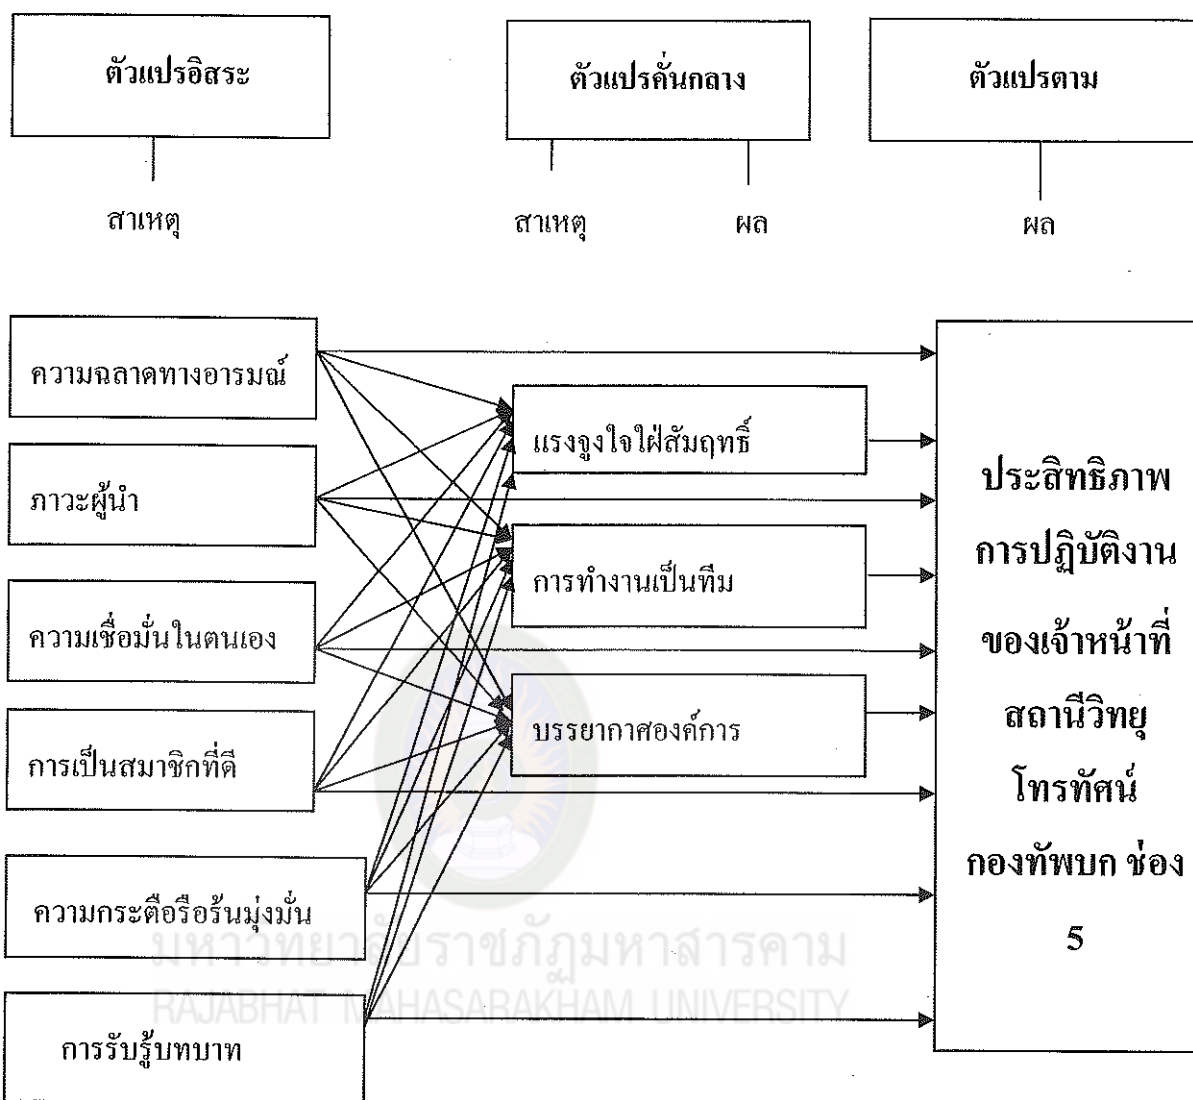 ตัวแปรอิสระ
ตัวแปรคั่นกลาง
ตัวแปรตาม
สาเหตุ
สาเหตุ
ผล
ผล
ความฉลาดทางอารมณ์
ภาวะผู้นำ
ความเชื่อมั่นในตนเอง
การเป็นสมาชิกที่ดี
ความกระตือรือร้นมุ่งมั่น
การรับรู้บทบาท
แรงจูงใจใฝ่สัมฤทธิ์
การทำงานเป็นทีม
บรรยากาศองค์การ
ประสิทธิภาพ
การปฏิบัติงาน
ของเจ้าหน้าที่
สถานีวิทยุ
โทรทัศน์
กองทัพบก ช่อง
5
มหาวิทยาลัยราชภัฏมหาสารคาม
RAJABHAT MAHASARAKHAM UNIVERSITY